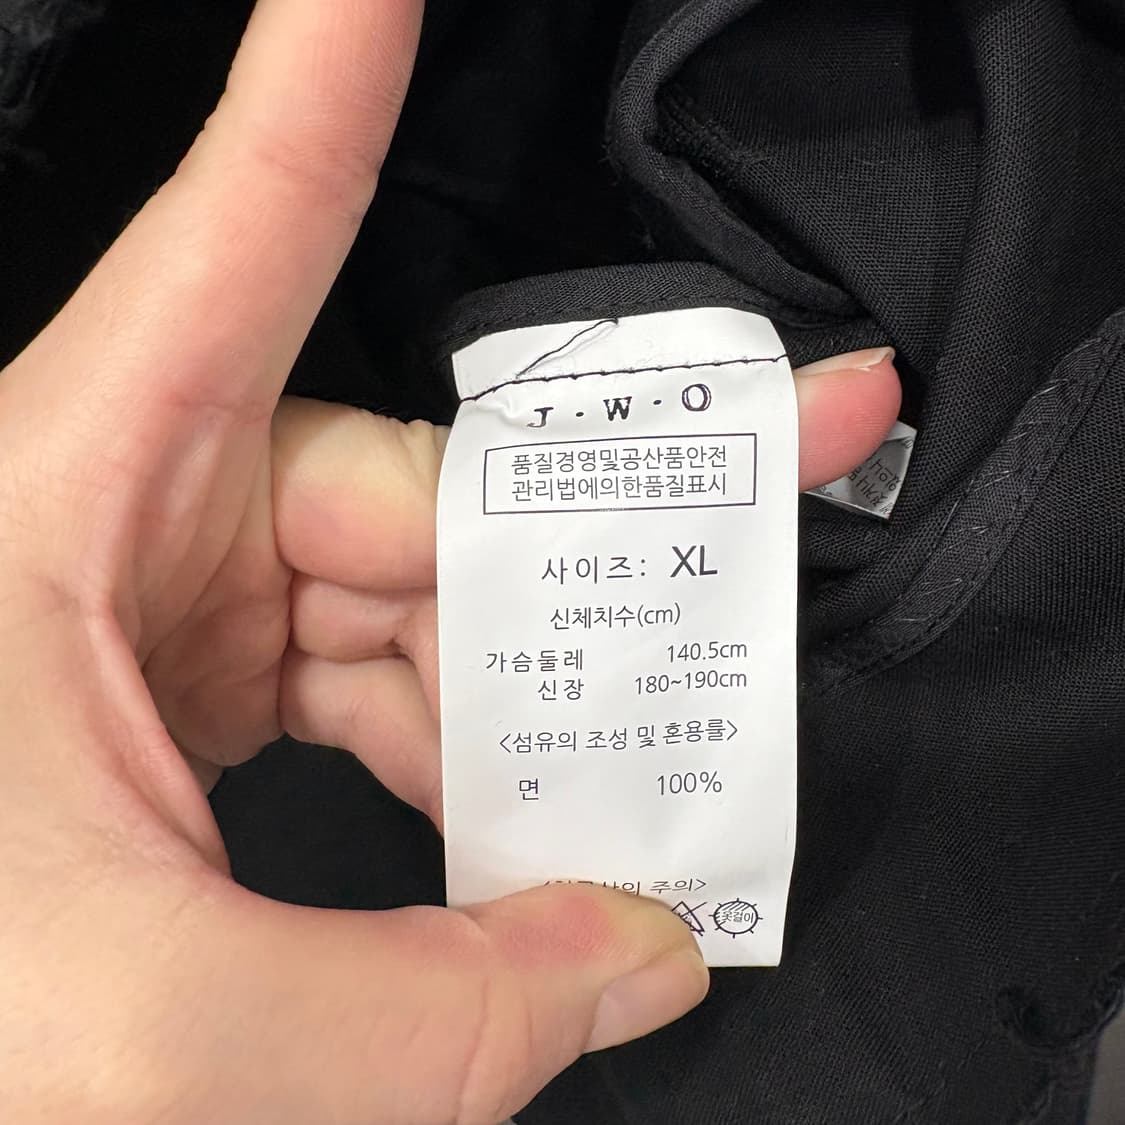 J · W · O
품질경영및공산품안전
관리법에의한품질표시
사이즈: XL
신체치수(cm)
가슴둘레 140.5cm
신장 180~190cm
<섬유의 조성 및 혼용률>
면 100%
주의>
옷걸이